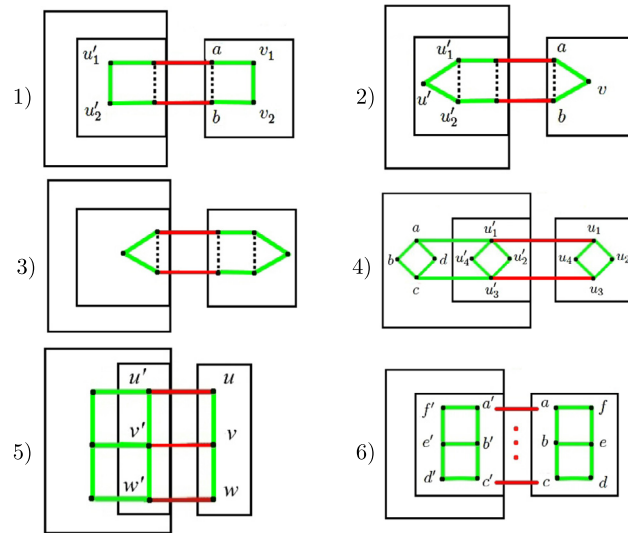 1)
u′₁ a v₁
u′₂ b v₂
2)
u′₁ a
u′ v
u′₂ b
3)
4)
a u′₁ u₁
b d u′₄ u′₂ u₄ u₂
c u′₃ u₃
5)
u′ u
v′ v
w′ w
6)
f′ a′ a f
e′ b′ b e
d′ c′ c d